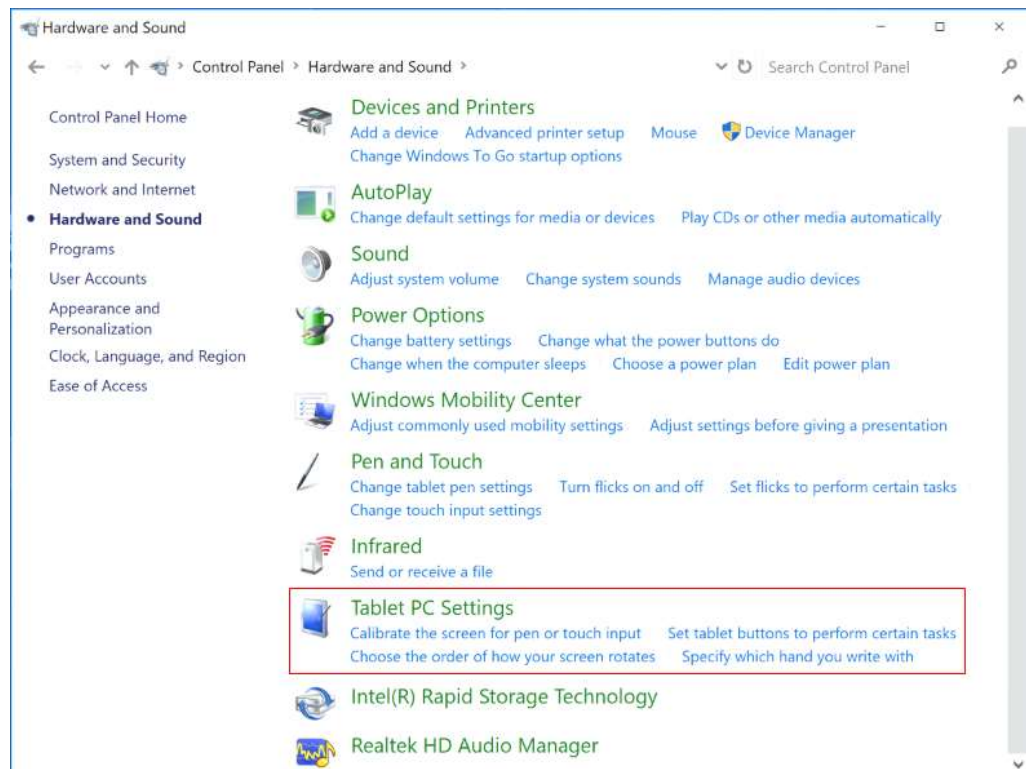 Hardware and Sound
Control Panel > Hardware and Sound >
Search Control Panel
Control Panel Home
System and Security
Network and Internet
Hardware and Sound
Programs
User Accounts
Appearance and
Personalization
Clock, Language, and Region
Ease of Access
Devices and Printers
Add a device Advanced printer setup Mouse Device Manager
Change Windows To Go startup options
AutoPlay
Change default settings for media or devices Play CDs or other media automatically
Sound
Adjust system volume Change system sounds Manage audio devices
Power Options
Change battery settings Change what the power buttons do
Change when the computer sleeps Choose a power plan Edit power plan
Windows Mobility Center
Adjust commonly used mobility settings Adjust settings before giving a presentation
Pen and Touch
Change tablet pen settings Turn flicks on and off Set flicks to perform certain tasks
Change touch input settings
Infrared
Send or receive a file
Tablet PC Settings
Calibrate the screen for pen or touch input Set tablet buttons to perform certain tasks
Choose the order of how your screen rotates Specify which hand you write with
Intel(R) Rapid Storage Technology
Realtek HD Audio Manager